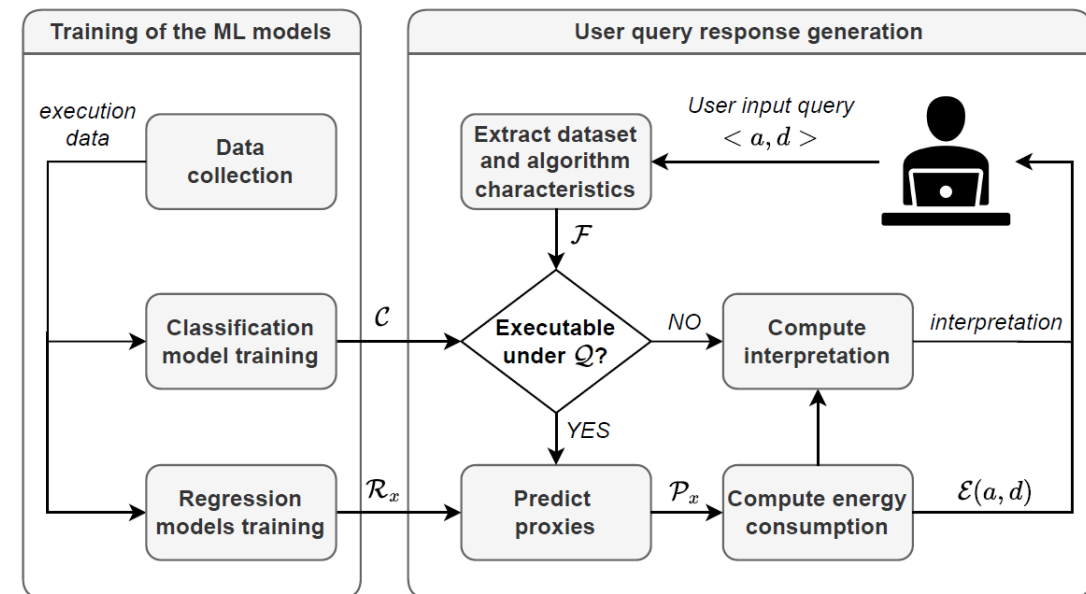 Training of the ML models
execution
data
Data
collection
Classification
model training
Regression
models training
User query response generation
Extract dataset
and algorithm
characteristics
User input query
< a, d >
ℱ
𝒞
Executable
under 𝒬?
NO
Compute
interpretation
interpretation
YES
ℛₓ
Predict
proxies
𝒫ₓ
Compute energy
consumption
ℰ(a, d)